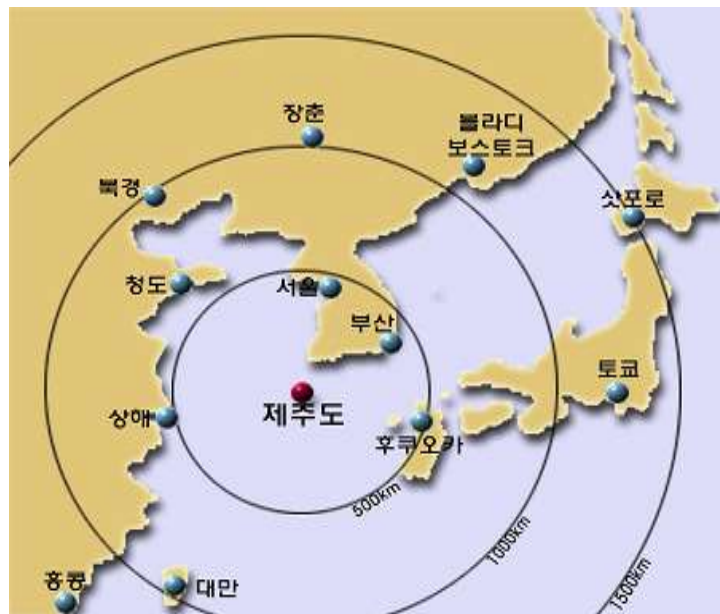 장춘
블라디
보스토크
북경
삿포로
청도
서울
부산
제주도
토쿄
상해
후쿠오카
500km
1000km
1500km
홍콩
대만